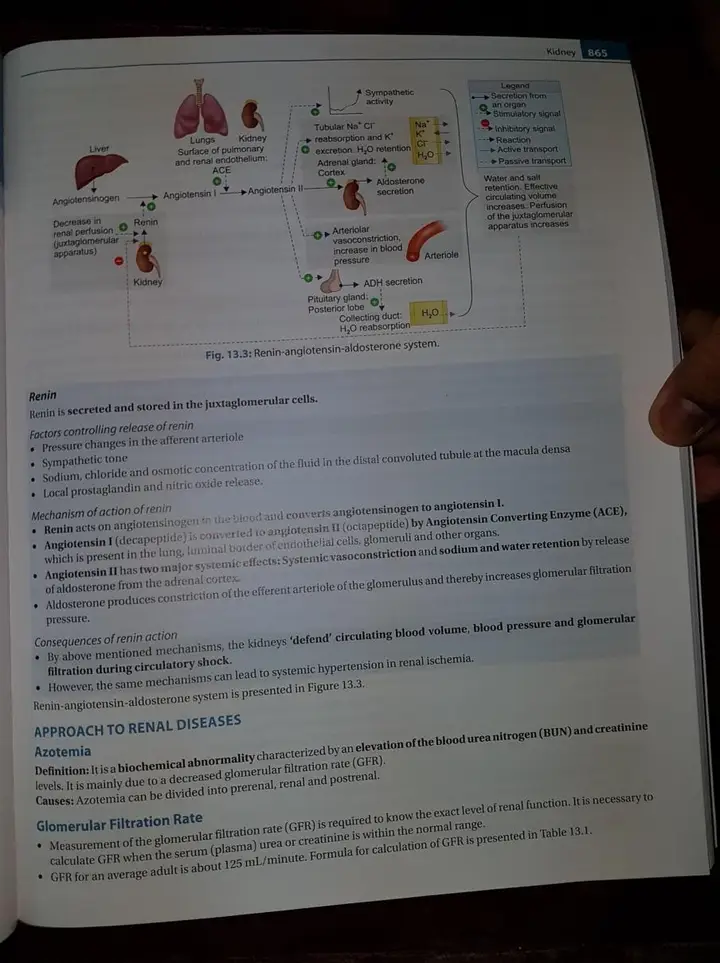 Kidney 865
Sympathetic
activity
Legend
Secretion from
an organ
Stimulatory signal
Inhibitory signal
Reaction
Active transport
Passive transport
Liver
Lungs Kidney
Surface of pulmonary
and renal endothelium:
ACE
Tubular Na⁺ Cl⁻
reabsorption and K⁺
excretion. H₂O retention
Na⁺
K⁺
Cl⁻
H₂O
Adrenal gland:
Cortex
Aldosterone
secretion
Angiotensinogen Angiotensin I Angiotensin II
Water and salt
retention. Effective
circulating volume
increases. Perfusion
of the juxtaglomerular
apparatus increases
Decrease in
renal perfusion
(juxtaglomerular
apparatus)
Renin
Kidney
Arteriolar
vasoconstriction,
increase in blood
pressure
Arteriole
ADH secretion
Pituitary gland:
Posterior lobe
Collecting duct:
H₂O reabsorption
H₂O
Fig. 13.3: Renin-angiotensin-aldosterone system.
Renin
Renin is secreted and stored in the juxtaglomerular cells.
Factors controlling release of renin
• Pressure changes in the afferent arteriole
• Sympathetic tone
• Sodium, chloride and osmotic concentration of the fluid in the distal convoluted tubule at the macula densa
• Local prostaglandin and nitric oxide release.
Mechanism of action of renin
• Renin acts on angiotensinogen in the blood and converts angiotensinogen to angiotensin I.
• Angiotensin I (decapeptide) is converted to angiotensin II (octapeptide) by Angiotensin Converting Enzyme (ACE),
which is present in the lung, luminal border of endothelial cells, glomeruli and other organs.
• Angiotensin II has two major systemic effects: Systemic vasoconstriction and sodium and water retention by release
of aldosterone from the adrenal cortex.
• Aldosterone produces constriction of the efferent arteriole of the glomerulus and thereby increases glomerular filtration
pressure.
Consequences of renin action
• By above mentioned mechanisms, the kidneys ‘defend’ circulating blood volume, blood pressure and glomerular
filtration during circulatory shock.
• However, the same mechanisms can lead to systemic hypertension in renal ischemia.
Renin-angiotensin-aldosterone system is presented in Figure 13.3.
APPROACH TO RENAL DISEASES
Azotemia
Definition: It is a biochemical abnormality characterized by an elevation of the blood urea nitrogen (BUN) and creatinine
levels. It is mainly due to a decreased glomerular filtration rate (GFR).
Causes: Azotemia can be divided into prerenal, renal and postrenal.
Glomerular Filtration Rate
• Measurement of the glomerular filtration rate (GFR) is required to know the exact level of renal function. It is necessary to
calculate GFR when the serum (plasma) urea or creatinine is within the normal range.
• GFR for an average adult is about 125 mL/minute. Formula for calculation of GFR is presented in Table 13.1.